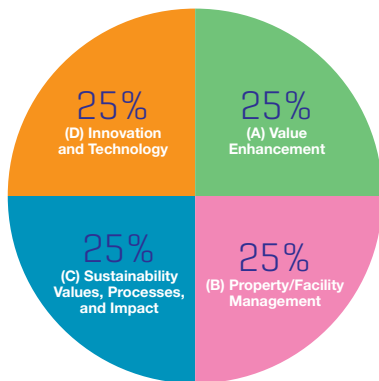 25%
(D) Innovation
and Technology
25%
(A) Value
Enhancement
25%
(C) Sustainability
Values, Processes,
and Impact
25%
(B) Property/Facility
Management